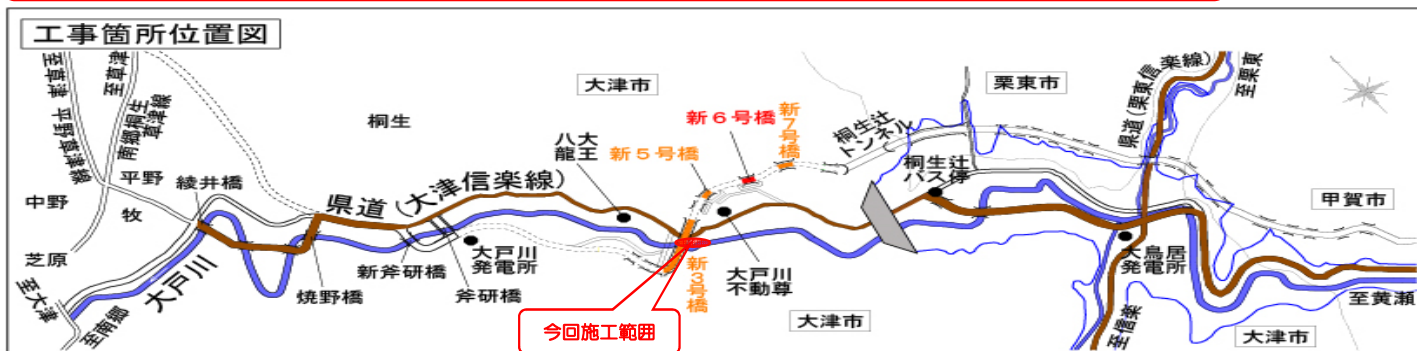 工事箇所位置図
至草津
至草津
平野草津線
南郷桐生草津線
中野
平野
牧
芝原
綾井橋
桐生
大津市
県道(大津信楽線)
大戸川
至大津
至南郷
焼野橋
新斧研橋
斧研橋
大戸川
発電所
八大
龍王
新5号橋
新6号橋
新7号橋
新3号橋
大戸川
不動尊
今回施工範囲
大津市
桐生辻
トンネル
桐生辻
バス停
栗東市
県道(栗東信楽線)
至栗東
甲賀市
大鳥居
発電所
至信楽
大津市
至黄瀬